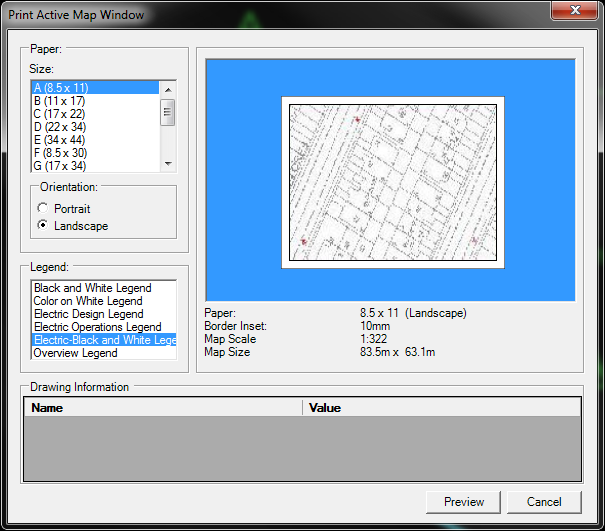 Print Active Map Window
Paper:
Size:
A (8.5 x 11)
B (11 x 17)
C (17 x 22)
D (22 x 34)
E (34 x 44)
F (8.5 x 30)
G (17 x 34)
Orientation:
Portrait
Landscape
Legend:
Black and White Legend
Color on White Legend
Electric Design Legend
Electric Operations Legend
Electric-Black and White Lege
Overview Legend
Paper: 8.5 x 11 (Landscape)
Border Inset: 10mm
Map Scale 1:322
Map Size 83.5m x 63.1m
Drawing Information
Name Value
Preview Cancel